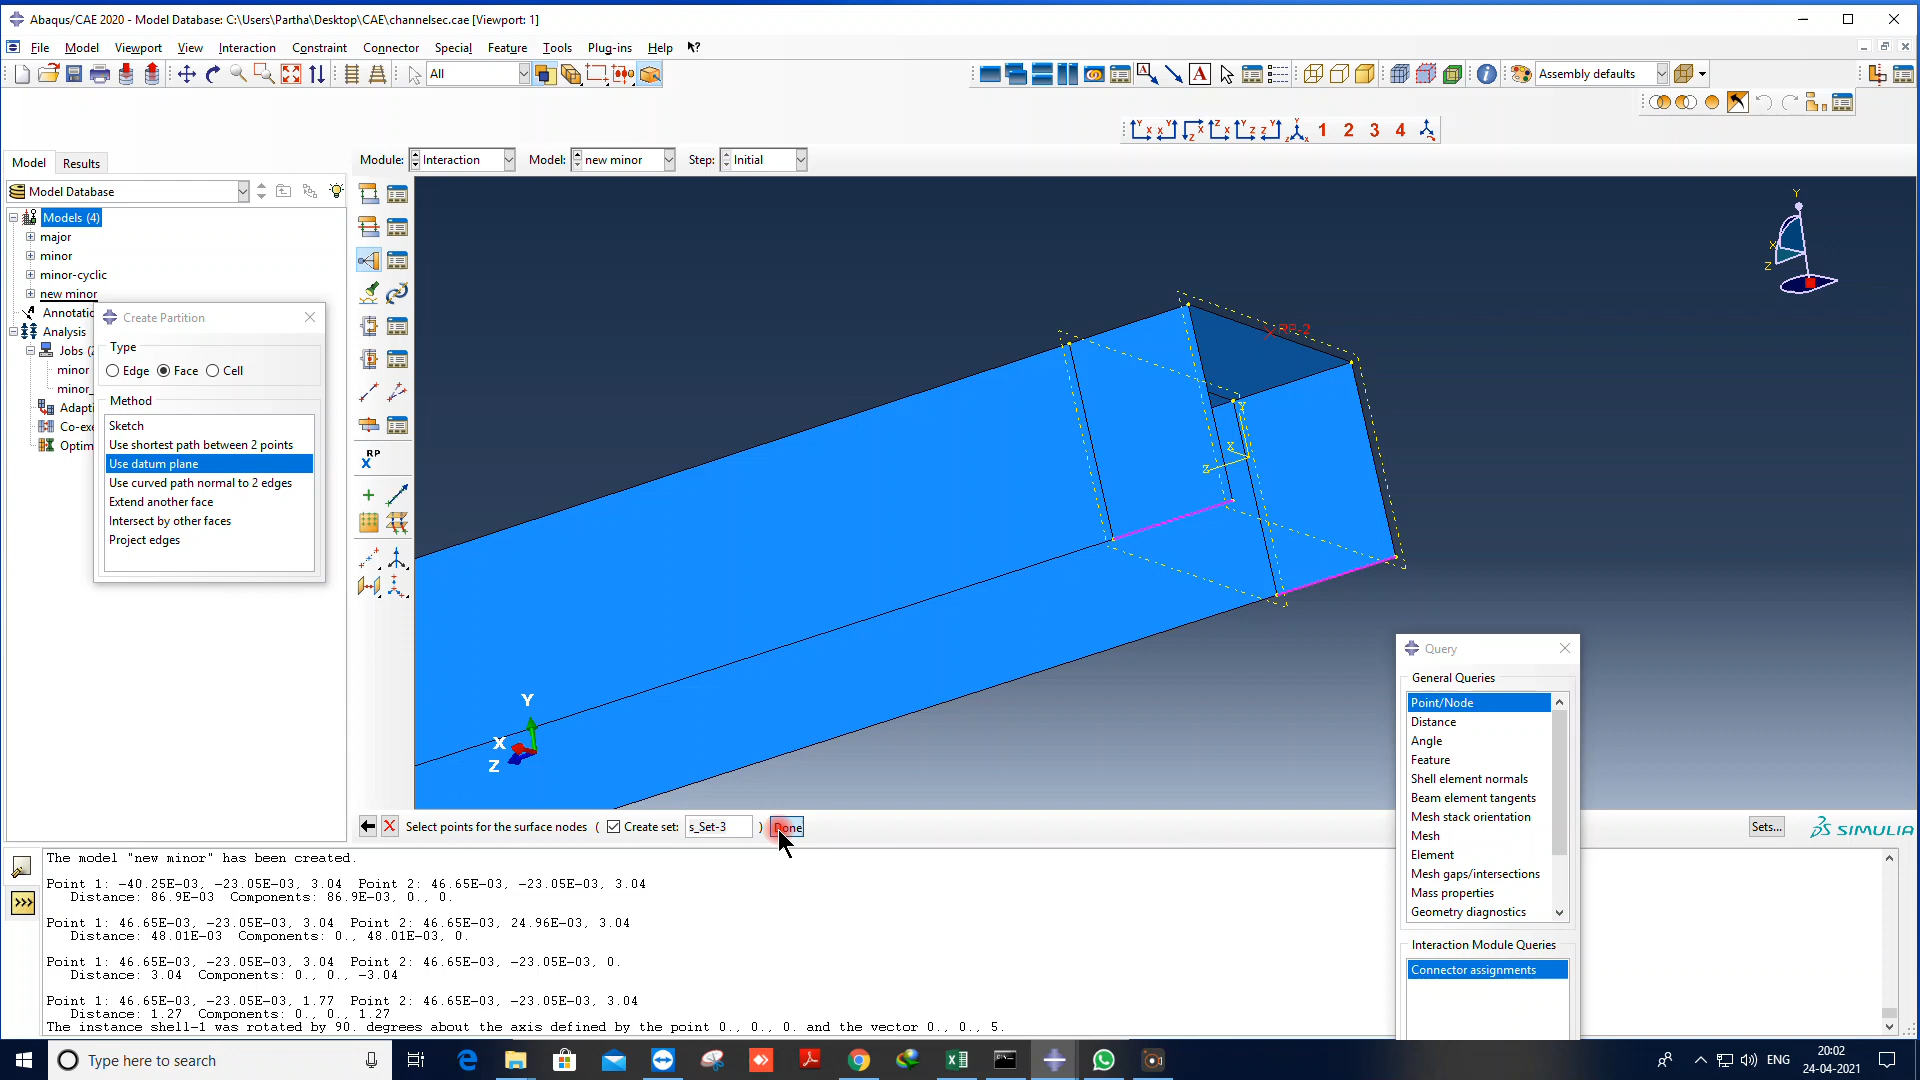 Abaqus/CAE 2020 - Model Database: C:\Users\Partha\Desktop\CAE\channelsec.cae [Viewport: 1]
File Model Viewport View Interaction Constraint Connector Special Feature Tools Plug-ins Help
All
Assembly defaults
1 2 3 4
Model Results
Module: Interaction Model: new minor Step: Initial
Model Database
Models (4)
major
minor
minor-cyclic
new minor
Annotatio
Analysis
Jobs (
minor
minor_
Adapti
Co-exe
Optim
Create Partition
Type
Edge Face Cell
Method
Sketch
Use shortest path between 2 points
Use datum plane
Use curved path normal to 2 edges
Extend another face
Intersect by other faces
Project edges
RP
X
RP-2
Y
X
Z
Y
X
Z
Y
X
Z
Query
General Queries
Point/Node
Distance
Angle
Feature
Shell element normals
Beam element tangents
Mesh stack orientation
Mesh
Element
Mesh gaps/intersections
Mass properties
Geometry diagnostics
Interaction Module Queries
Connector assignments
Select points for the surface nodes ( Create set: s_Set-3 ) Done
Sets...
SIMULIA
The model "new minor" has been created.
Point 1: -40.25E-03, -23.05E-03, 3.04 Point 2: 46.65E-03, -23.05E-03, 3.04
Distance: 86.9E-03 Components: 86.9E-03, 0., 0.
Point 1: 46.65E-03, -23.05E-03, 3.04 Point 2: 46.65E-03, 24.96E-03, 3.04
Distance: 48.01E-03 Components: 0., 48.01E-03, 0.
Point 1: 46.65E-03, -23.05E-03, 3.04 Point 2: 46.65E-03, -23.05E-03, 0.
Distance: 3.04 Components: 0., 0., -3.04
Point 1: 46.65E-03, -23.05E-03, 1.77 Point 2: 46.65E-03, -23.05E-03, 3.04
Distance: 1.27 Components: 0., 0., 1.27
The instance shell-1 was rotated by 90. degrees about the axis defined by the point 0., 0., 0. and the vector 0., 0., 5.
Type here to search
ENG
20:02
24-04-2021